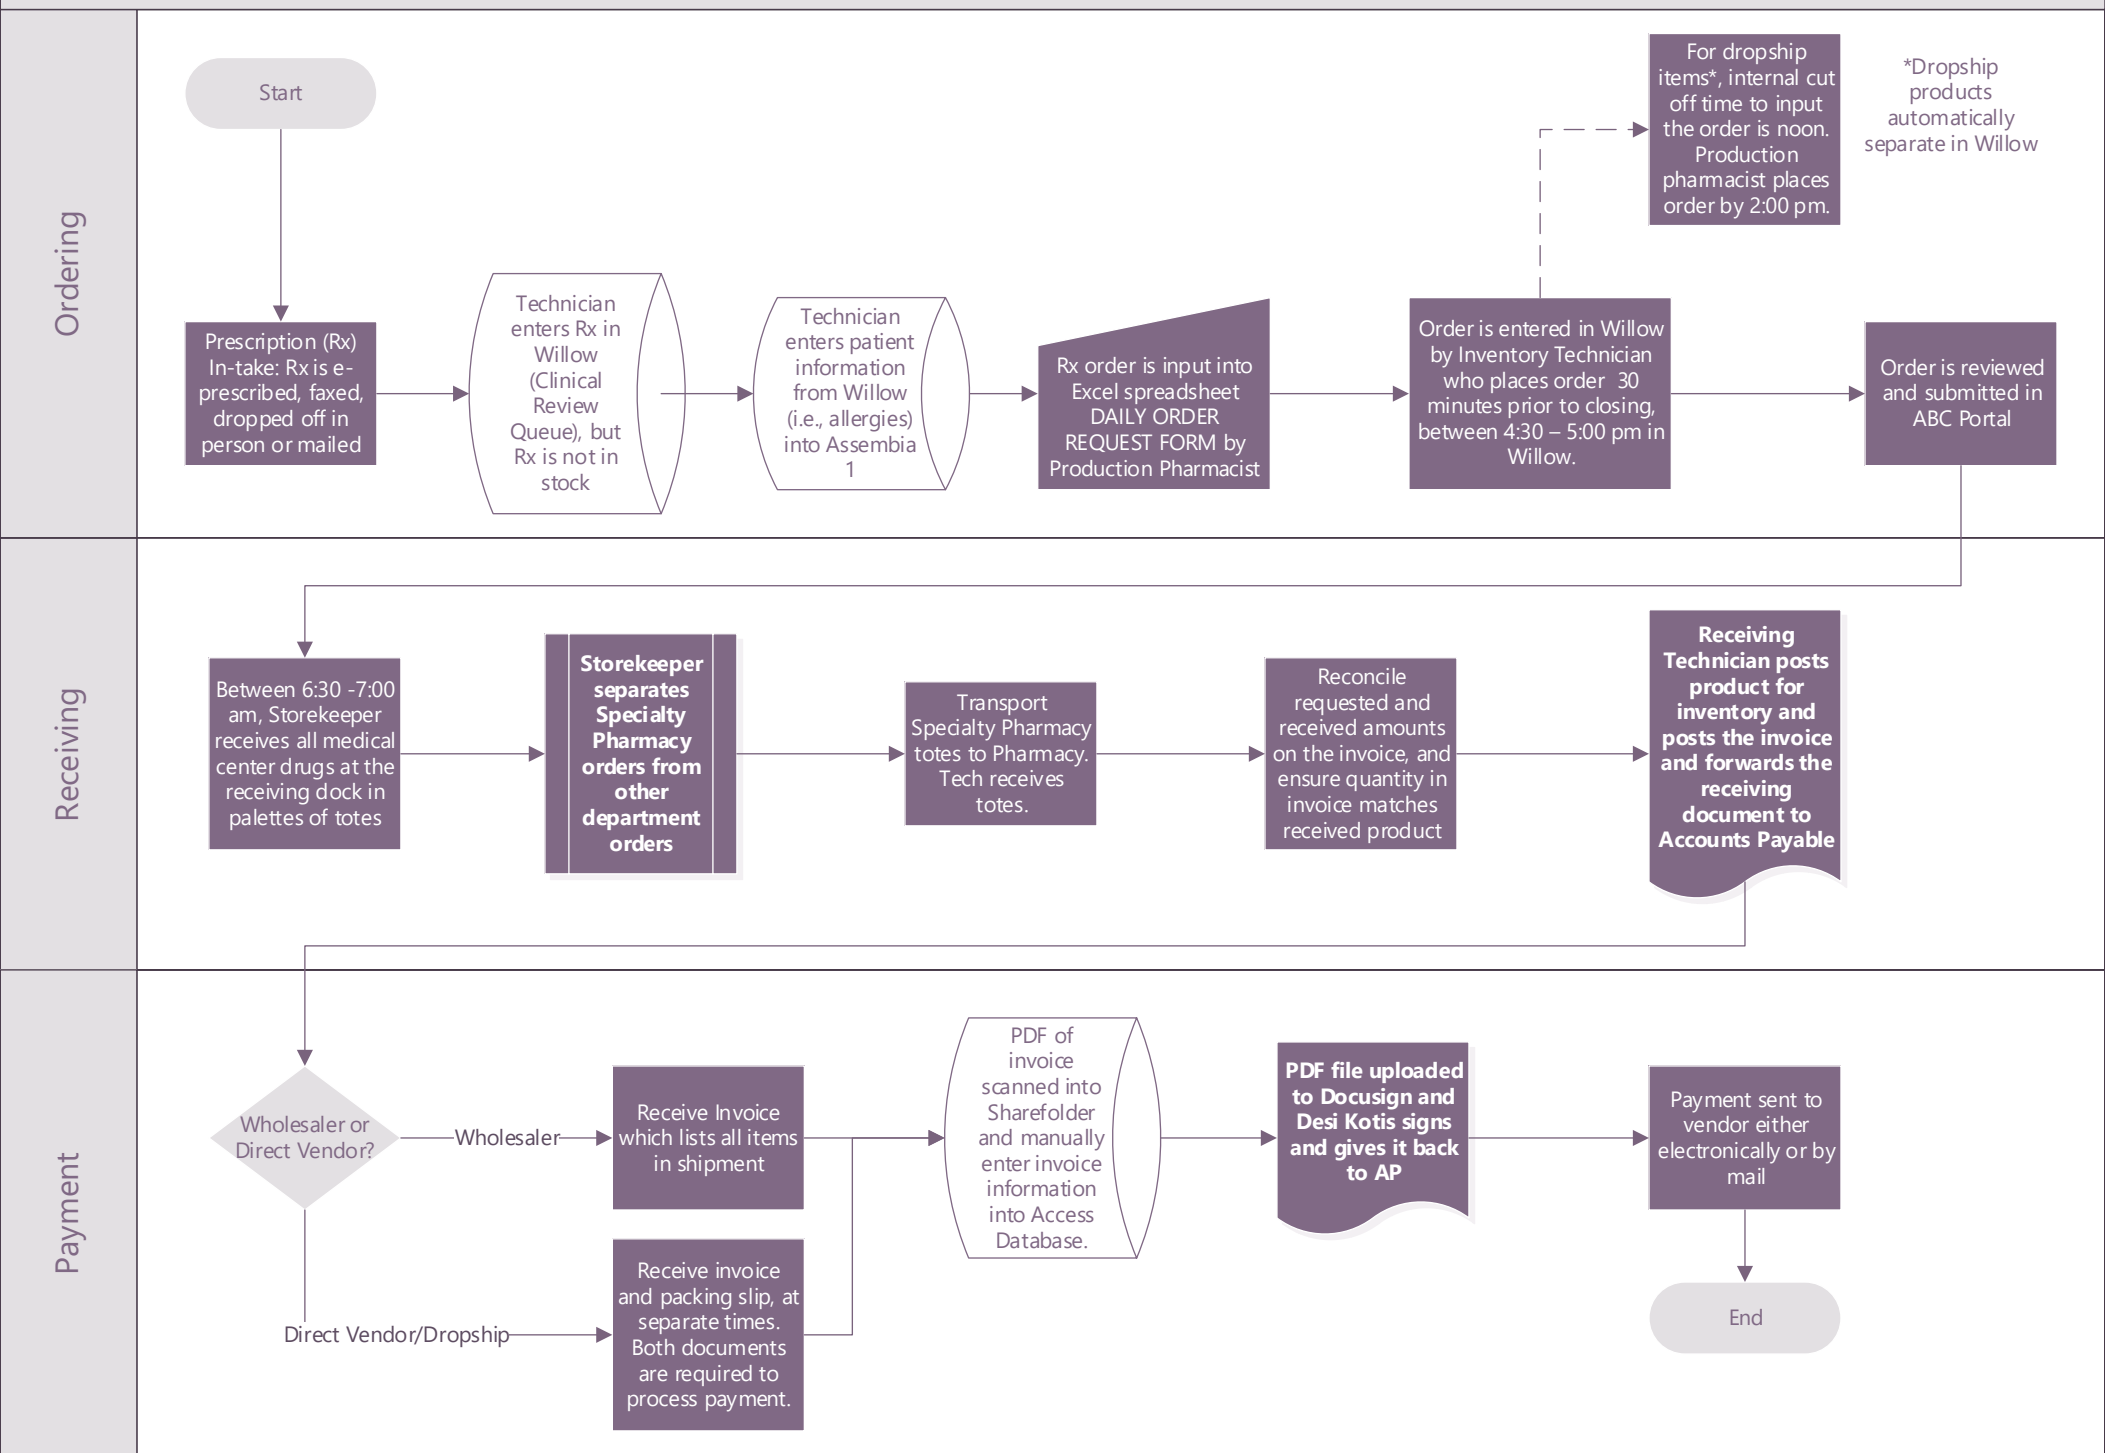 Ordering
Start
For dropship
items*, internal cut
off time to input
the order is noon.
Production
pharmacist places
order by 2:00 pm.
*Dropship
products
automatically
separate in Willow
Prescription (Rx)
In-take: Rx is e-
prescribed, faxed,
dropped off in
person or mailed
Technician
enters Rx in
Willow
(Clinical
Review
Queue), but
Rx is not in
stock
Technician
enters patient
information
from Willow
(i.e., allergies)
into Assembia
1
Rx order is input into
Excel spreadsheet
DAILY ORDER
REQUEST FORM by
Production Pharmacist
Order is entered in Willow
by Inventory Technician
who places order  30
minutes prior to closing,
between 4:30 – 5:00 pm in
Willow.
Order is reviewed
and submitted in
ABC Portal
Receiving
Between 6:30 -7:00
am, Storekeeper
receives all medical
center drugs at the
receiving dock in
palettes of totes
Storekeeper
separates
Specialty
Pharmacy
orders from
other
department
orders
Transport
Specialty Pharmacy
totes to Pharmacy.
Tech receives
totes.
Reconcile
requested and
received amounts
on the invoice, and
ensure quantity in
invoice matches
received product
Receiving
Technician posts
product for
inventory and
posts the invoice
and forwards the
receiving
document to
Accounts Payable
Payment
Wholesaler or
Direct Vendor?
Wholesaler
Receive Invoice
which lists all items
in shipment
Direct Vendor/Dropship
Receive invoice
and packing slip, at
separate times.
Both documents
are required to
process payment.
PDF of
invoice
scanned into
Sharefolder
and manually
enter invoice
information
into Access
Database.
PDF file uploaded
to Docusign and
Desi Kotis signs
and gives it back
to AP
Payment sent to
vendor either
electronically or by
mail
End